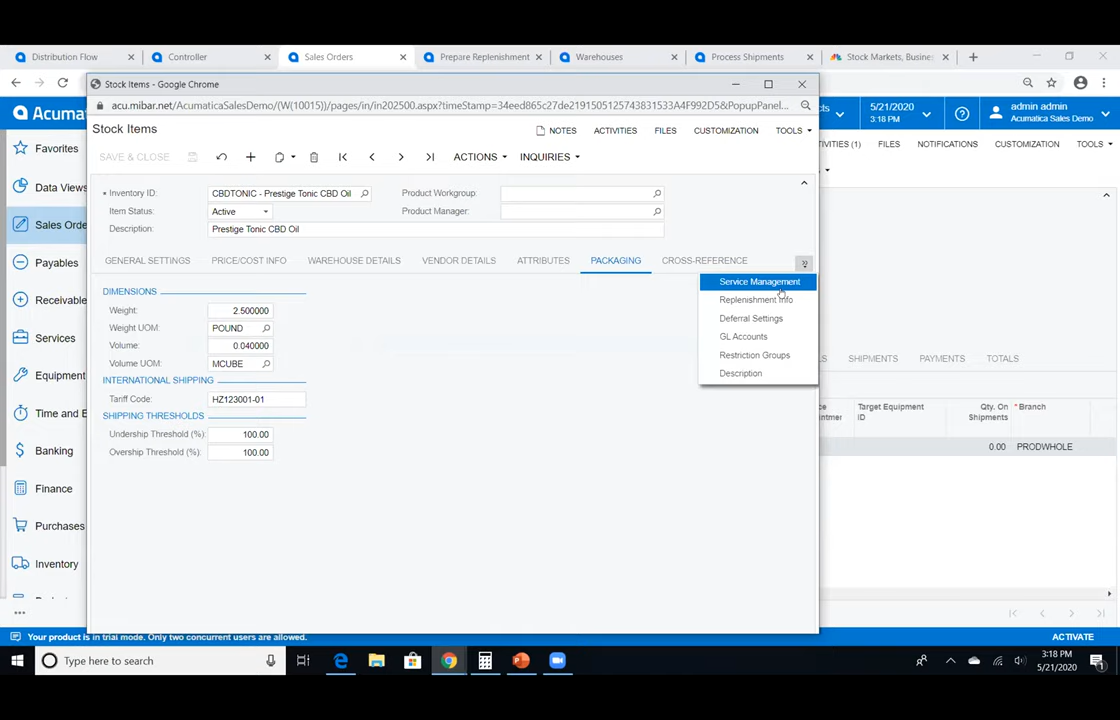 Distribution Flow
Controller
Sales Orders
Prepare Replenishment
Warehouses
Process Shipments
Stock Markets, Busine
Stock Items - Google Chrome
acu.mibar.net/AcumaticaSalesDemo/(W(10015))/pages/in/in202500.aspx?timeStamp=34eed865c27de2191505125743831533A4F992D5&PopupPanel...
Acuma
5/21/2020
3:18 PM
admin admin
Acumatica Sales Demo
Stock Items
NOTES ACTIVITIES FILES CUSTOMIZATION TOOLS
FILES NOTIFICATIONS CUSTOMIZATION TOOLS
SAVE & CLOSE
ACTIONS INQUIRIES
Favorites
Data Views
Sales Orde
Payables
Receivable
Services
Equipment
Time and E
Banking
Finance
Purchases
Inventory
* Inventory ID: CBDTONIC - Prestige Tonic CBD Oil Product Workgroup:
Item Status: Active Product Manager:
Description: Prestige Tonic CBD Oil
GENERAL SETTINGS PRICE/COST INFO WAREHOUSE DETAILS VENDOR DETAILS ATTRIBUTES PACKAGING CROSS-REFERENCE
Service Management
Replenishment Info
Deferral Settings
GL Accounts
Restriction Groups
Description
DIMENSIONS
Weight: 2.500000
Weight UOM: POUND
Volume: 0.040000
Volume UOM: MCUBE
INTERNATIONAL SHIPPING
Tariff Code: HZ123001-01
SHIPPING THRESHOLDS
Undership Threshold (%): 100.00
Overship Threshold (%): 100.00
SHIPMENTS PAYMENTS TOTALS
Target Equipment ID
Qty. On Shipments
* Branch
0.00 PRODWHOLE
Your product is in trial mode. Only two concurrent users are allowed.
ACTIVATE
Type here to search
3:18 PM
5/21/2020